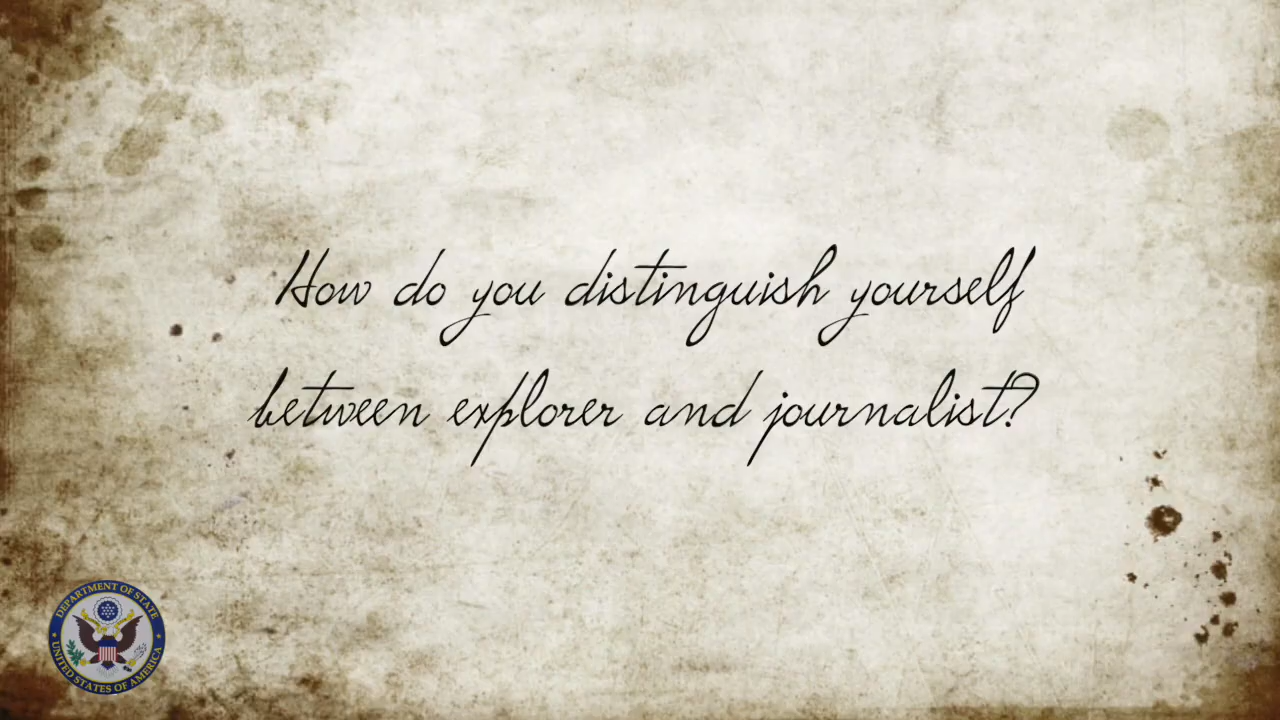 How do you distinguish yourself
between explorer and journalist?
DEPARTMENT OF STATE
UNITED STATES OF AMERICA